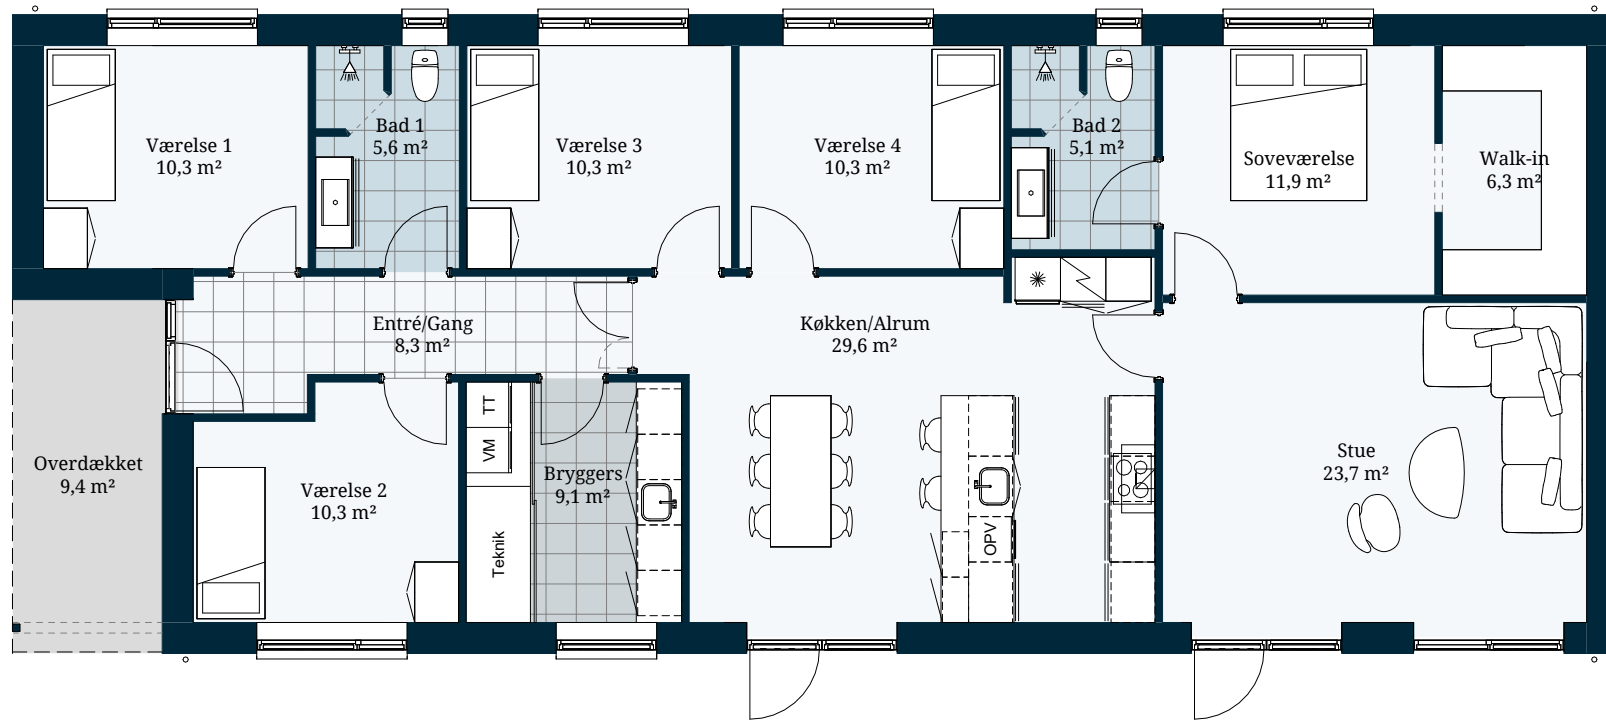 Værelse 1
10,3 m²
Bad 1
5,6 m²
Værelse 3
10,3 m²
Værelse 4
10,3 m²
Bad 2
5,1 m²
Soveværelse
11,9 m²
Walk-in
6,3 m²
Entré/Gang
8,3 m²
Køkken/Alrum
29,6 m²
Overdækket
9,4 m²
Værelse 2
10,3 m²
TT
VM
Teknik
Bryggers
9,1 m²
OPV
Stue
23,7 m²